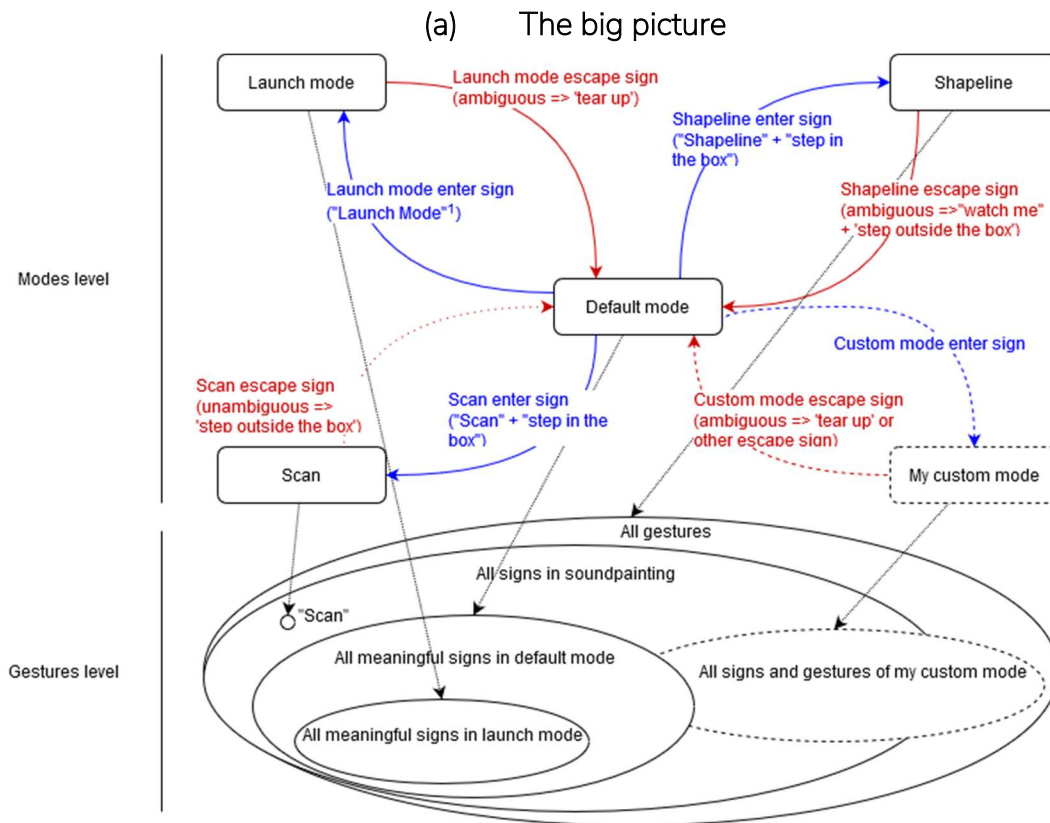 (a) The big picture
Launch mode
Launch mode escape sign
(ambiguous => 'tear up')
Shapeline
Shapeline enter sign
("Shapeline" + "step in
the box")
Launch mode enter sign
("Launch Mode"¹)
Shapeline escape sign
(ambiguous =>"watch me"
+ 'step outside the box')
Modes level
Default mode
Custom mode enter sign
Scan escape sign
(unambiguous =>
'step outside the box')
Scan enter sign
("Scan" + "step in the
box")
Custom mode escape sign
(ambiguous => 'tear up' or
other escape sign)
Scan
My custom mode
All gestures
All signs in soundpainting
"Scan"
All meaningful signs in default mode
Gestures level
All signs and gestures of my custom mode
All meaningful signs in launch mode